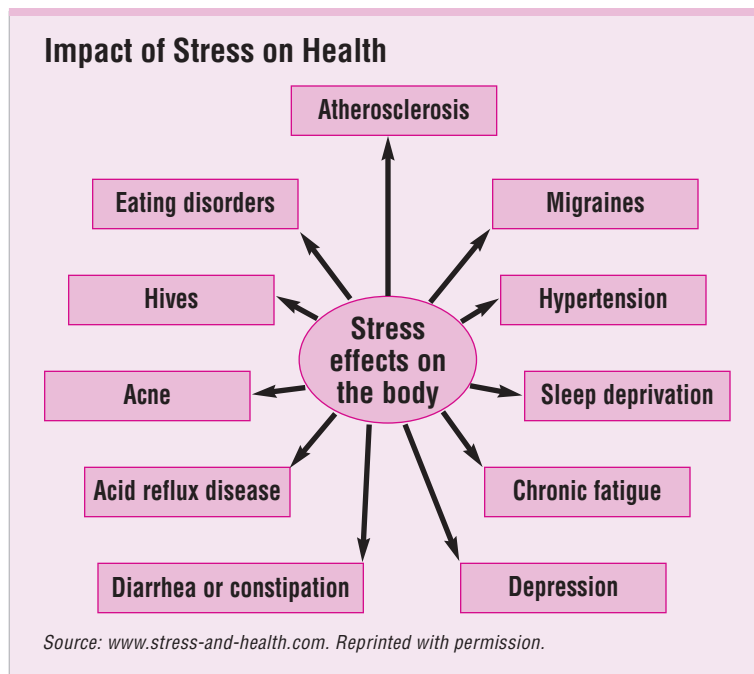 Impact of Stress on Health
Atherosclerosis
Eating disorders
Migraines
Hives
Hypertension
Stress
effects on
the body
Acne
Sleep deprivation
Acid reflux disease
Chronic fatigue
Diarrhea or constipation
Depression
Source: www.stress-and-health.com. Reprinted with permission.